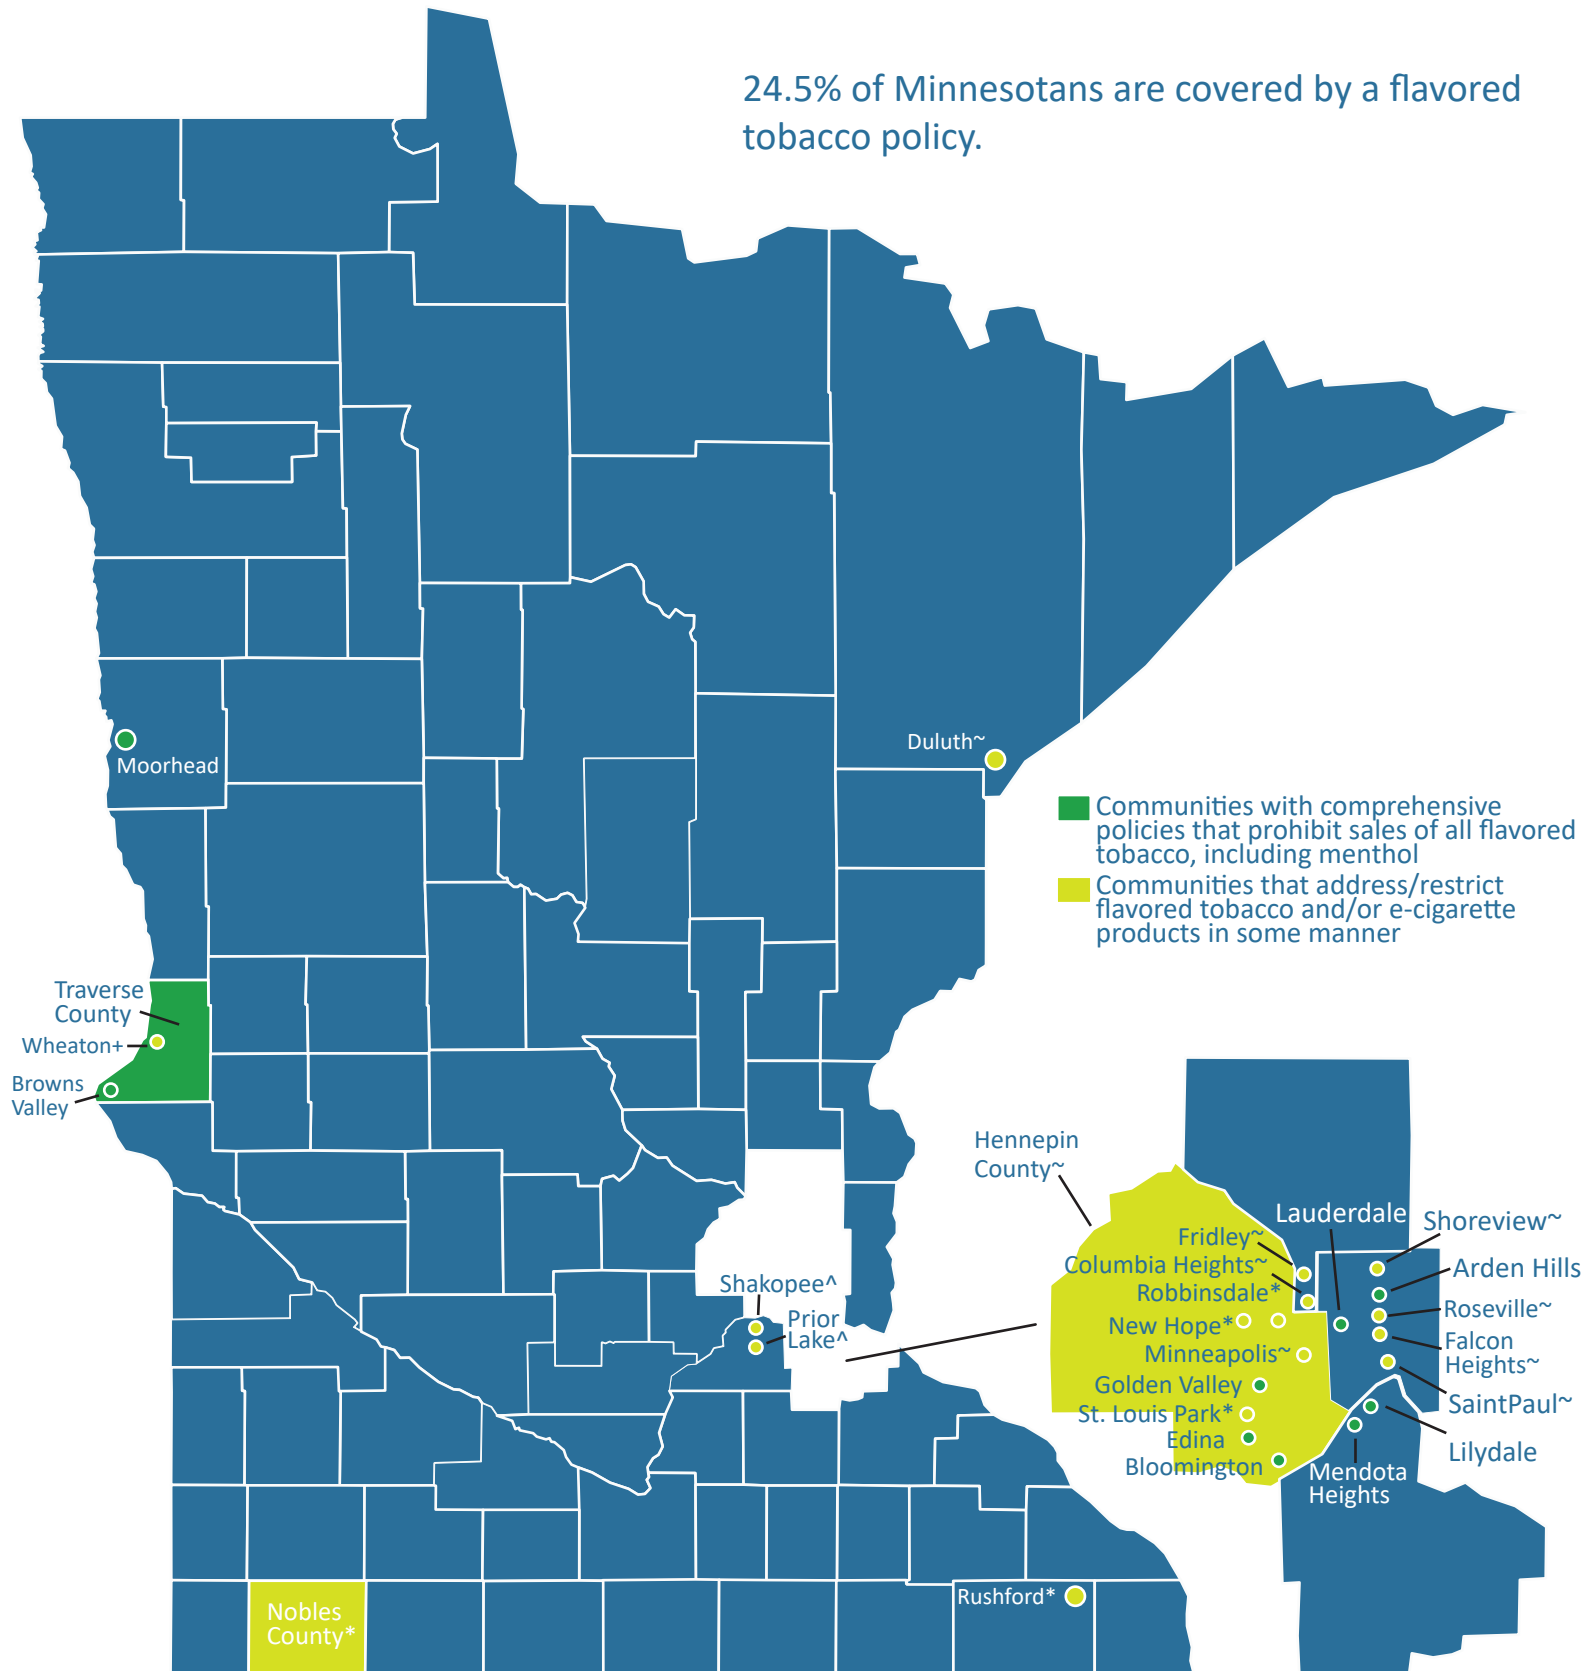 24.5% of Minnesotans are covered by a flavored
tobacco policy.
Moorhead
Duluth~
Communities with comprehensive
policies that prohibit sales of all flavored
tobacco, including menthol
Communities that address/restrict
flavored tobacco and/or e-cigarette
products in some manner
Traverse
County
Wheaton+
Browns
Valley
Hennepin
County~
Lauderdale
Shoreview~
Fridley~
Columbia Heights~
Arden Hills
Robbinsdale*
Shakopee^
Prior
Lake^
Roseville~
New Hope*
Falcon
Heights~
Minneapolis~
Golden Valley
SaintPaul~
St. Louis Park*
Edina
Lilydale
Bloomington
Mendota
Heights
Rushford*
Nobles
County*